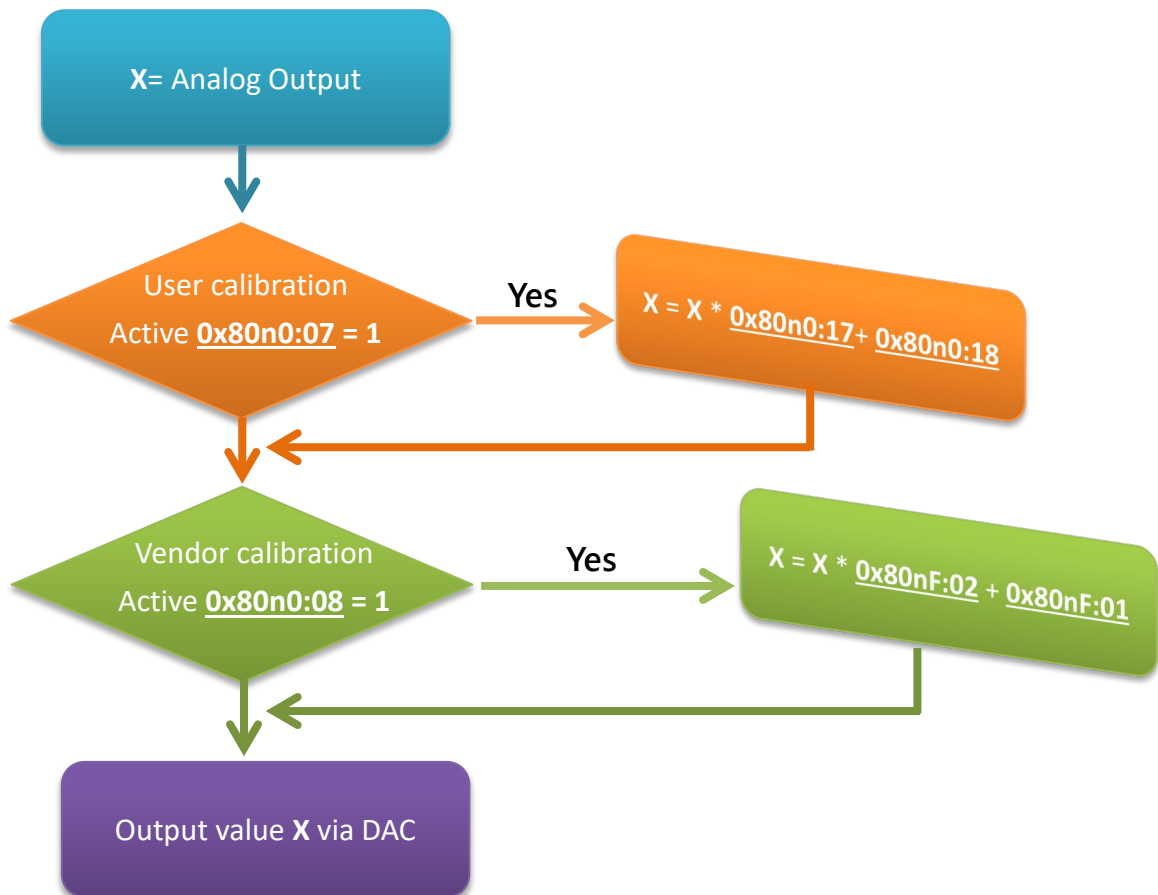 X= Analog Output
User calibration
Active 0x80n0:07 = 1
Yes
X = X * 0x80n0:17+ 0x80n0:18
Vendor calibration
Active 0x80n0:08 = 1
Yes
X = X * 0x80nF:02 + 0x80nF:01
Output value X via DAC